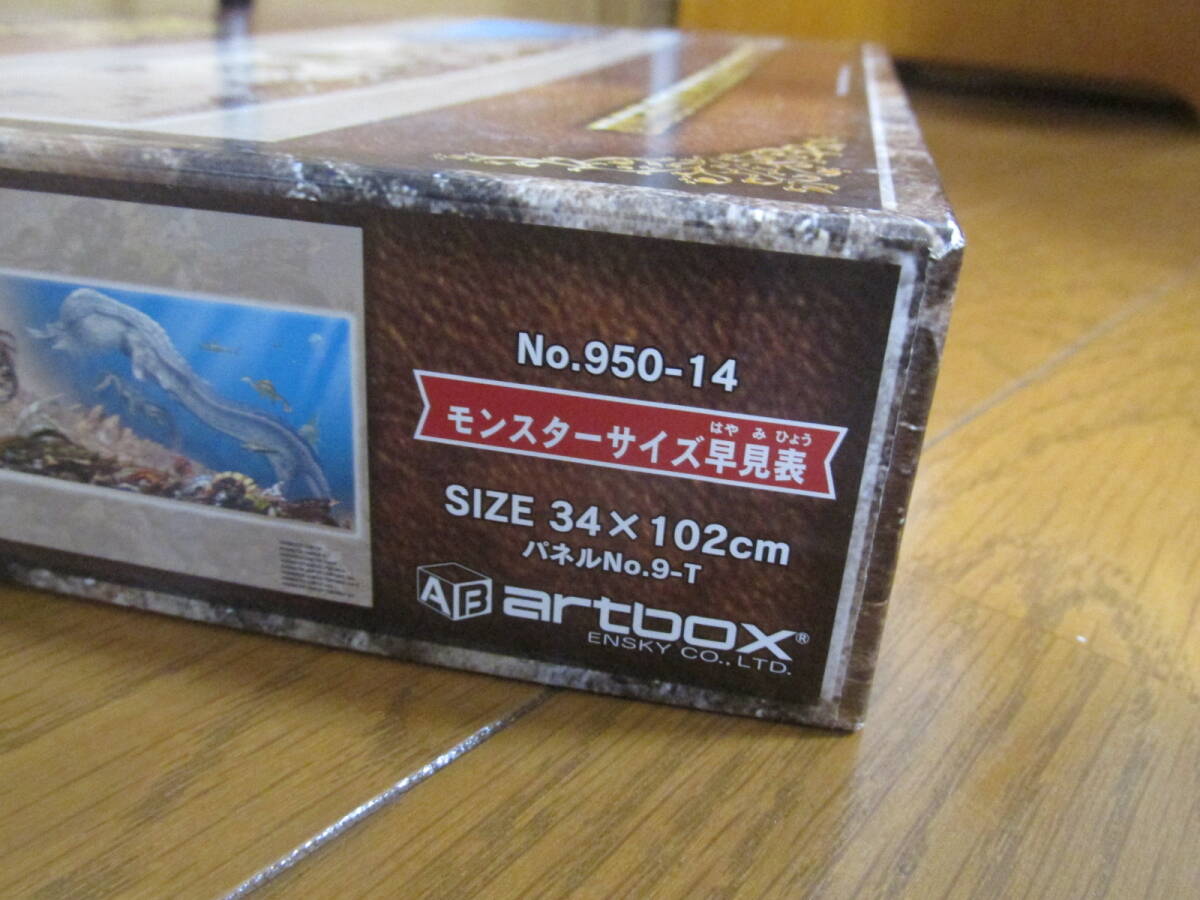 No.950-14
はや み ひょう
モンスターサイズ早見表
SIZE 34×102cm
パネルNo.9-T
AB artbox®
ENSKY CO., LTD.